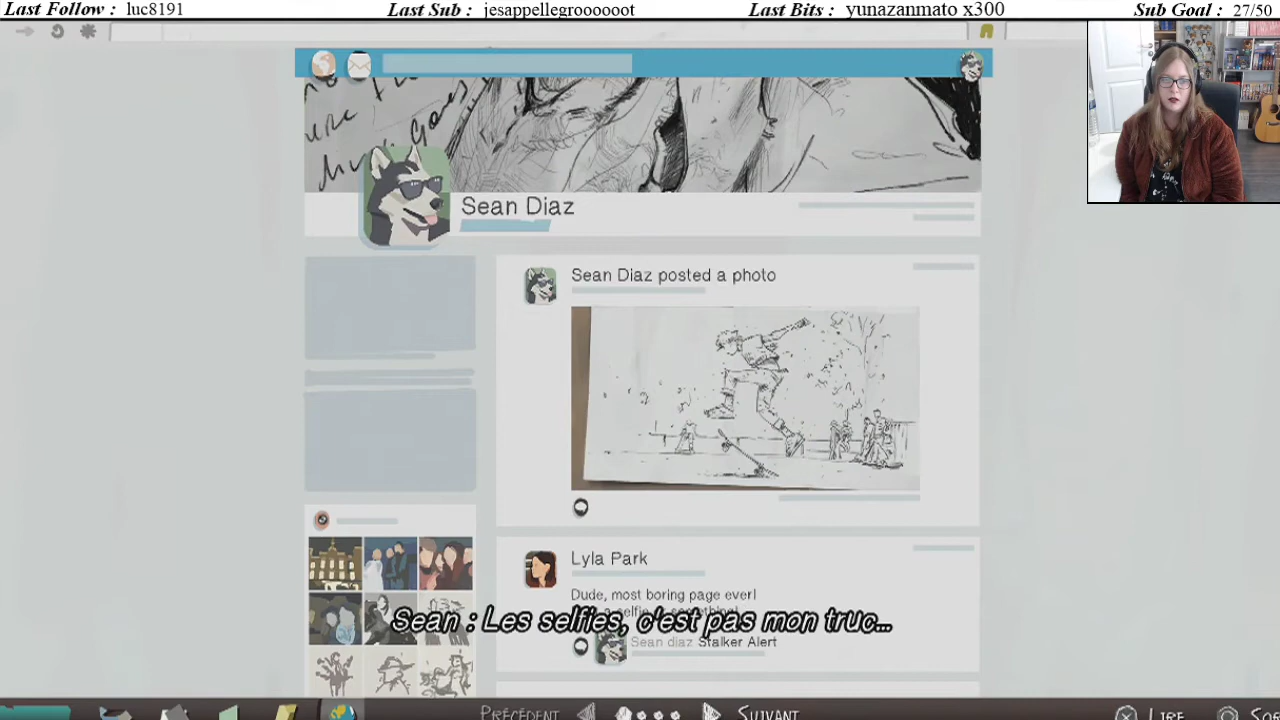 Last Follow : luc8191 Last Sub : jesappellegroooooot Last Bits : yunazanmato x300 Sub Goal : 27/50
Sean Diaz
Sean Diaz posted a photo
Lyla Park
Dude, most boring page ever!
Sean : Les selfies, c'est pas mon truc...
Sean diaz Stalker Alert
PRÉCÉDENT SUIVANT LIRE